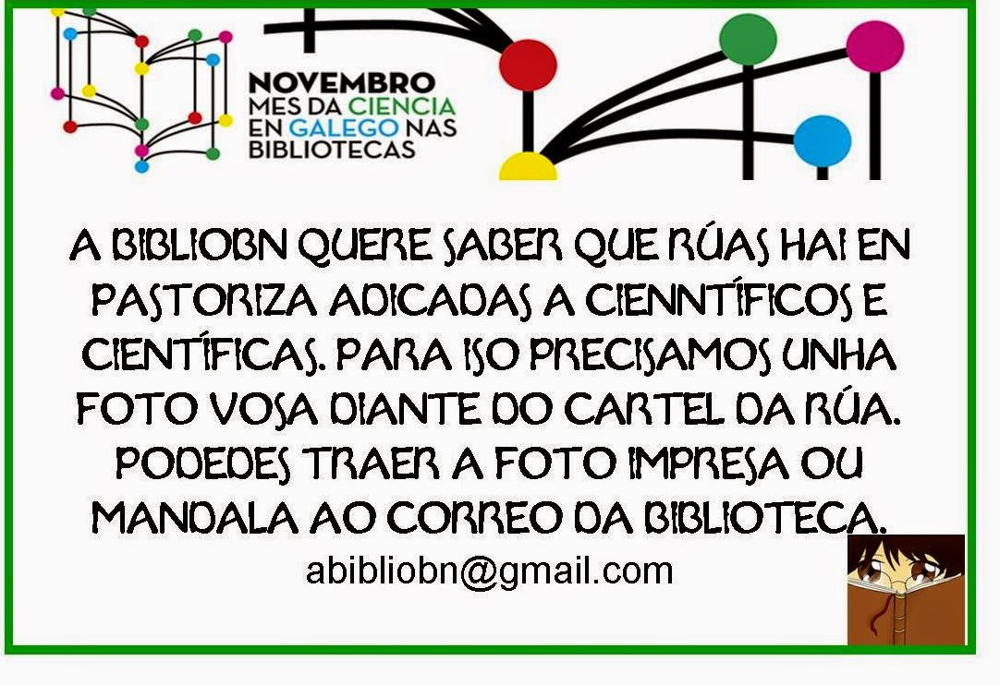 NOVEMBRO
MES DA CIENCIA
EN GALEGO NAS
BIBLIOTECAS
A BIBLIOBN QUERE SABER QUE RÚAS HAI EN
PASTORIZA ADICADAS A CIENNTÍFICOS E
CIENTÍFICAS. PARA ISO PRECISAMOS UNHA
FOTO VOSA DIANTE DO CARTEL DA RÚA.
PODEDES TRAER A FOTO IMPRESA OU
MANDALA AO CORREO DA BIBLIOTECA.
abibliobn@gmail.com